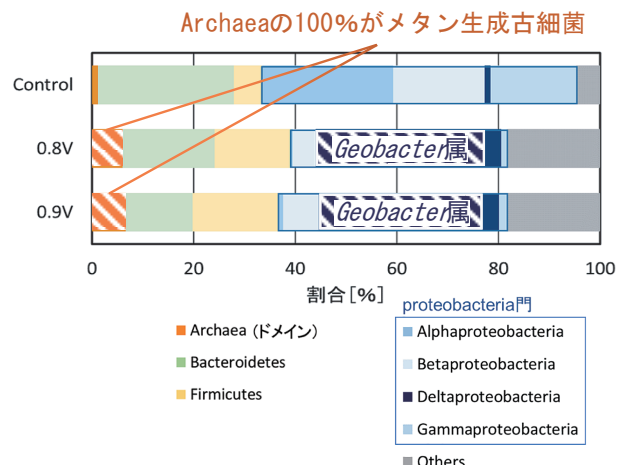 Archaeaの100%がメタン生成古細菌
Control
0.8V
Geobacter属
0.9V
Geobacter属
0 20 40 60 80 100
割合[%]
proteobacteria門
Archaea (ドメイン)
Bacteroidetes
Firmicutes
Alphaproteobacteria
Betaproteobacteria
Deltaproteobacteria
Gammaproteobacteria
Others